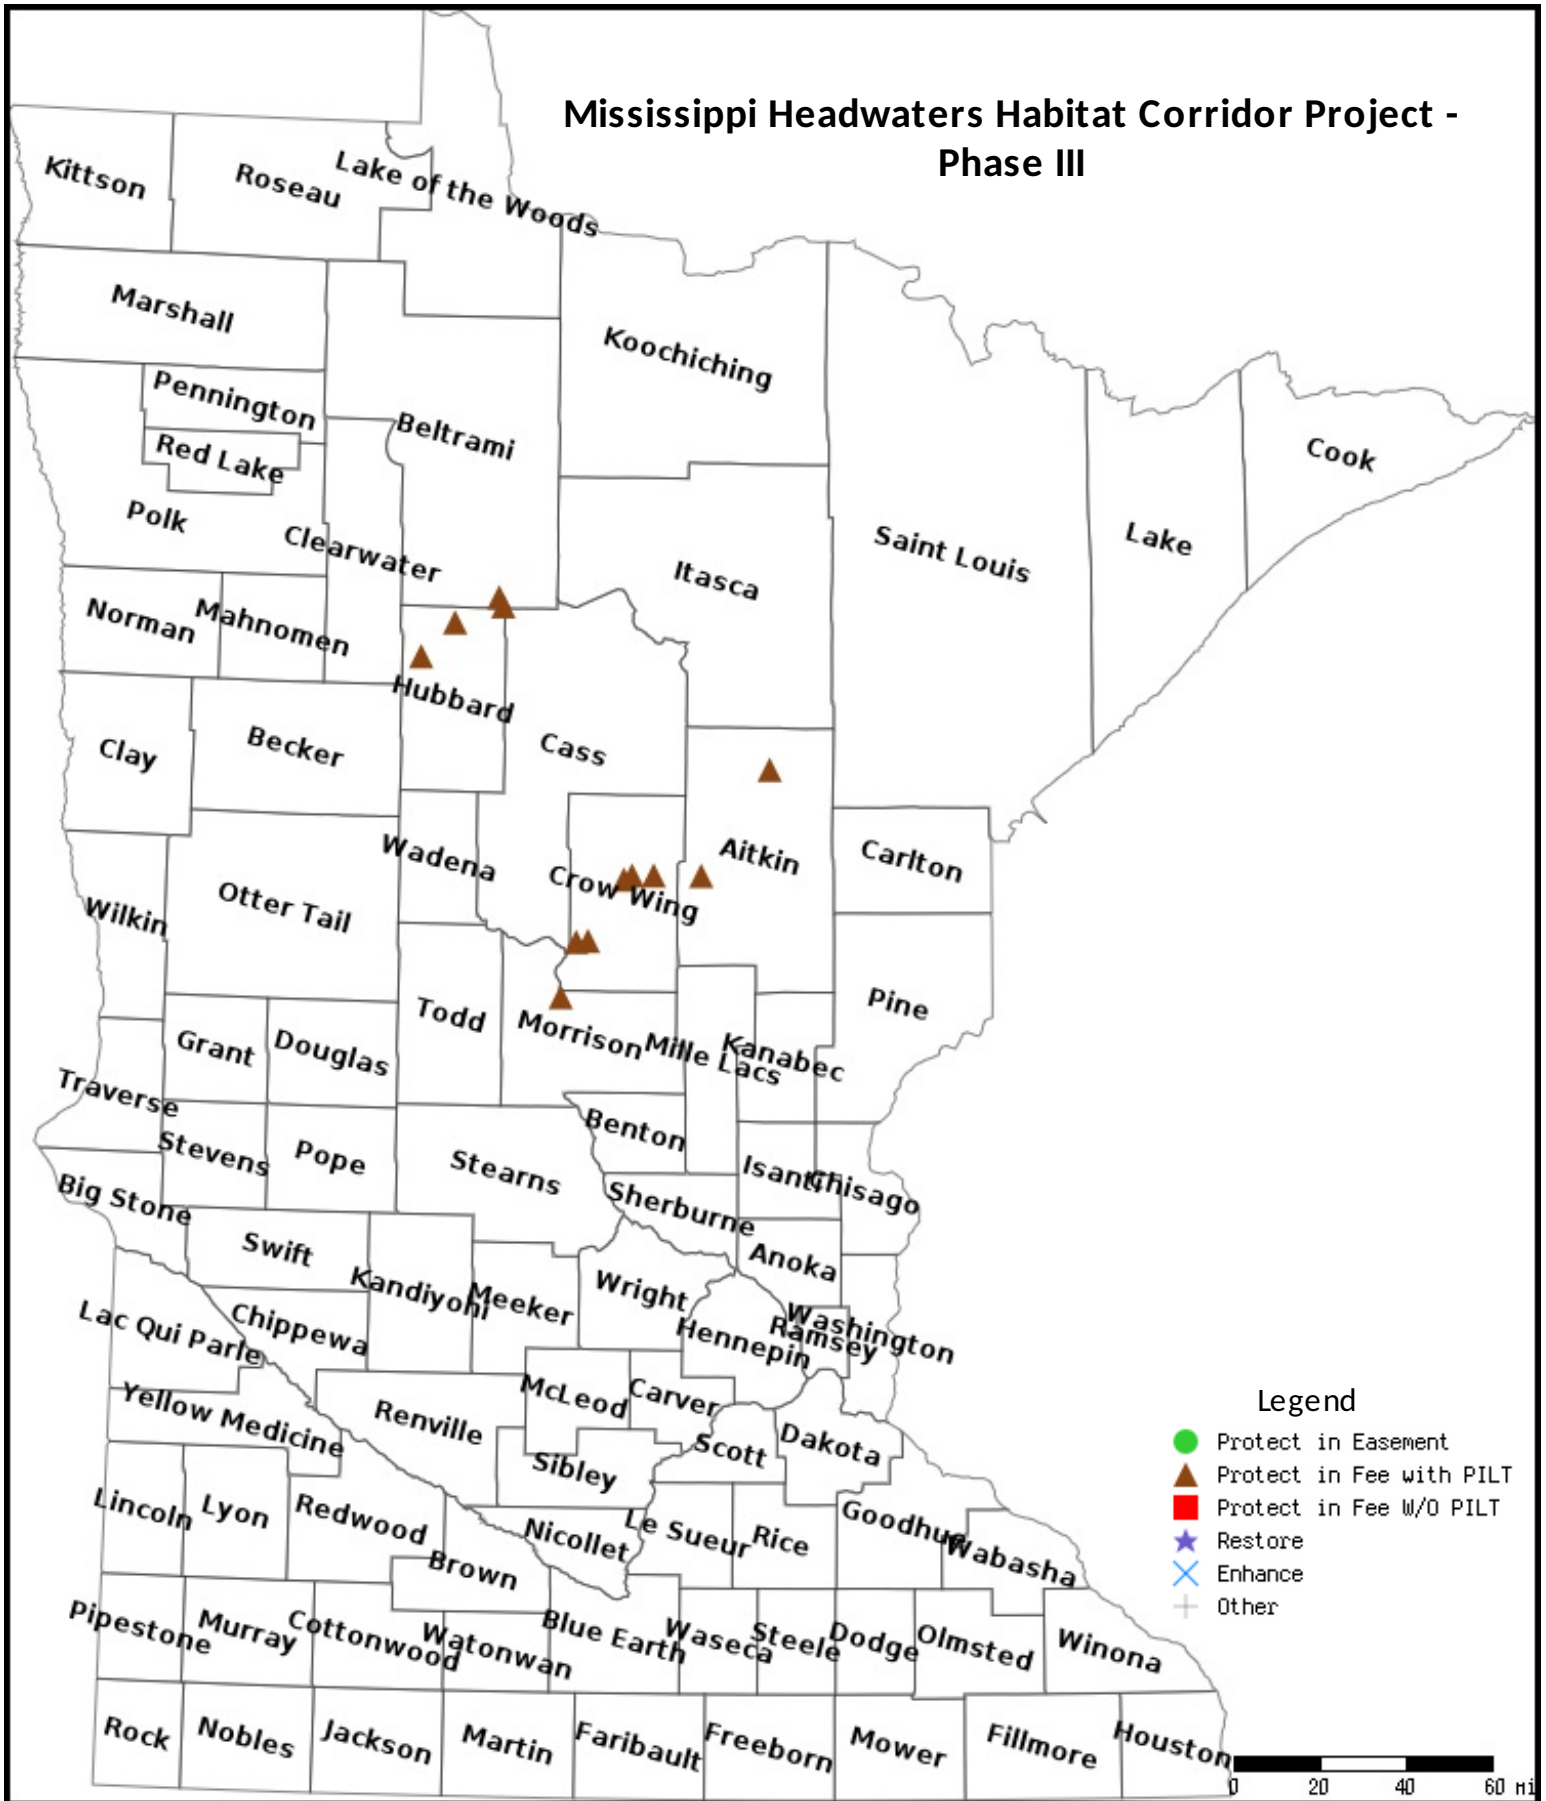 Mississippi Headwaters Habitat Corridor Project -
Phase III
Kittson
Roseau
Lake of the Woods
Marshall
Koochiching
Pennington
Beltrami
Red Lake
Cook
Polk
Clearwater
Saint Louis
Lake
Itasca
Norman
Mahnomen
Hubbard
Clay
Becker
Cass
Wadena
Aitkin
Carlton
Otter Tail
Crow Wing
Wilkin
Todd
Pine
Grant
Douglas
Morrison
Mille Lacs
Kanabec
Traverse
Stevens
Pope
Stearns
Benton
Isanti
Chisago
Big Stone
Sherburne
Swift
Anoka
Kandiyohi
Meeker
Wright
Lac Qui Parle
Chippewa
Hennepin
Ramsey
Washington
Yellow Medicine
Renville
McLeod
Carver
Scott
Dakota
Sibley
Lincoln
Lyon
Redwood
Brown
Nicollet
Le Sueur
Rice
Goodhue
Wabasha
Pipestone
Murray
Cottonwood
Watonwan
Blue Earth
Waseca
Steele
Dodge
Olmsted
Winona
Rock
Nobles
Jackson
Martin
Faribault
Freeborn
Mower
Fillmore
Houston
Legend
Protect in Easement
Protect in Fee with PILT
Protect in Fee W/O PILT
Restore
Enhance
Other
0 20 40 60 mi